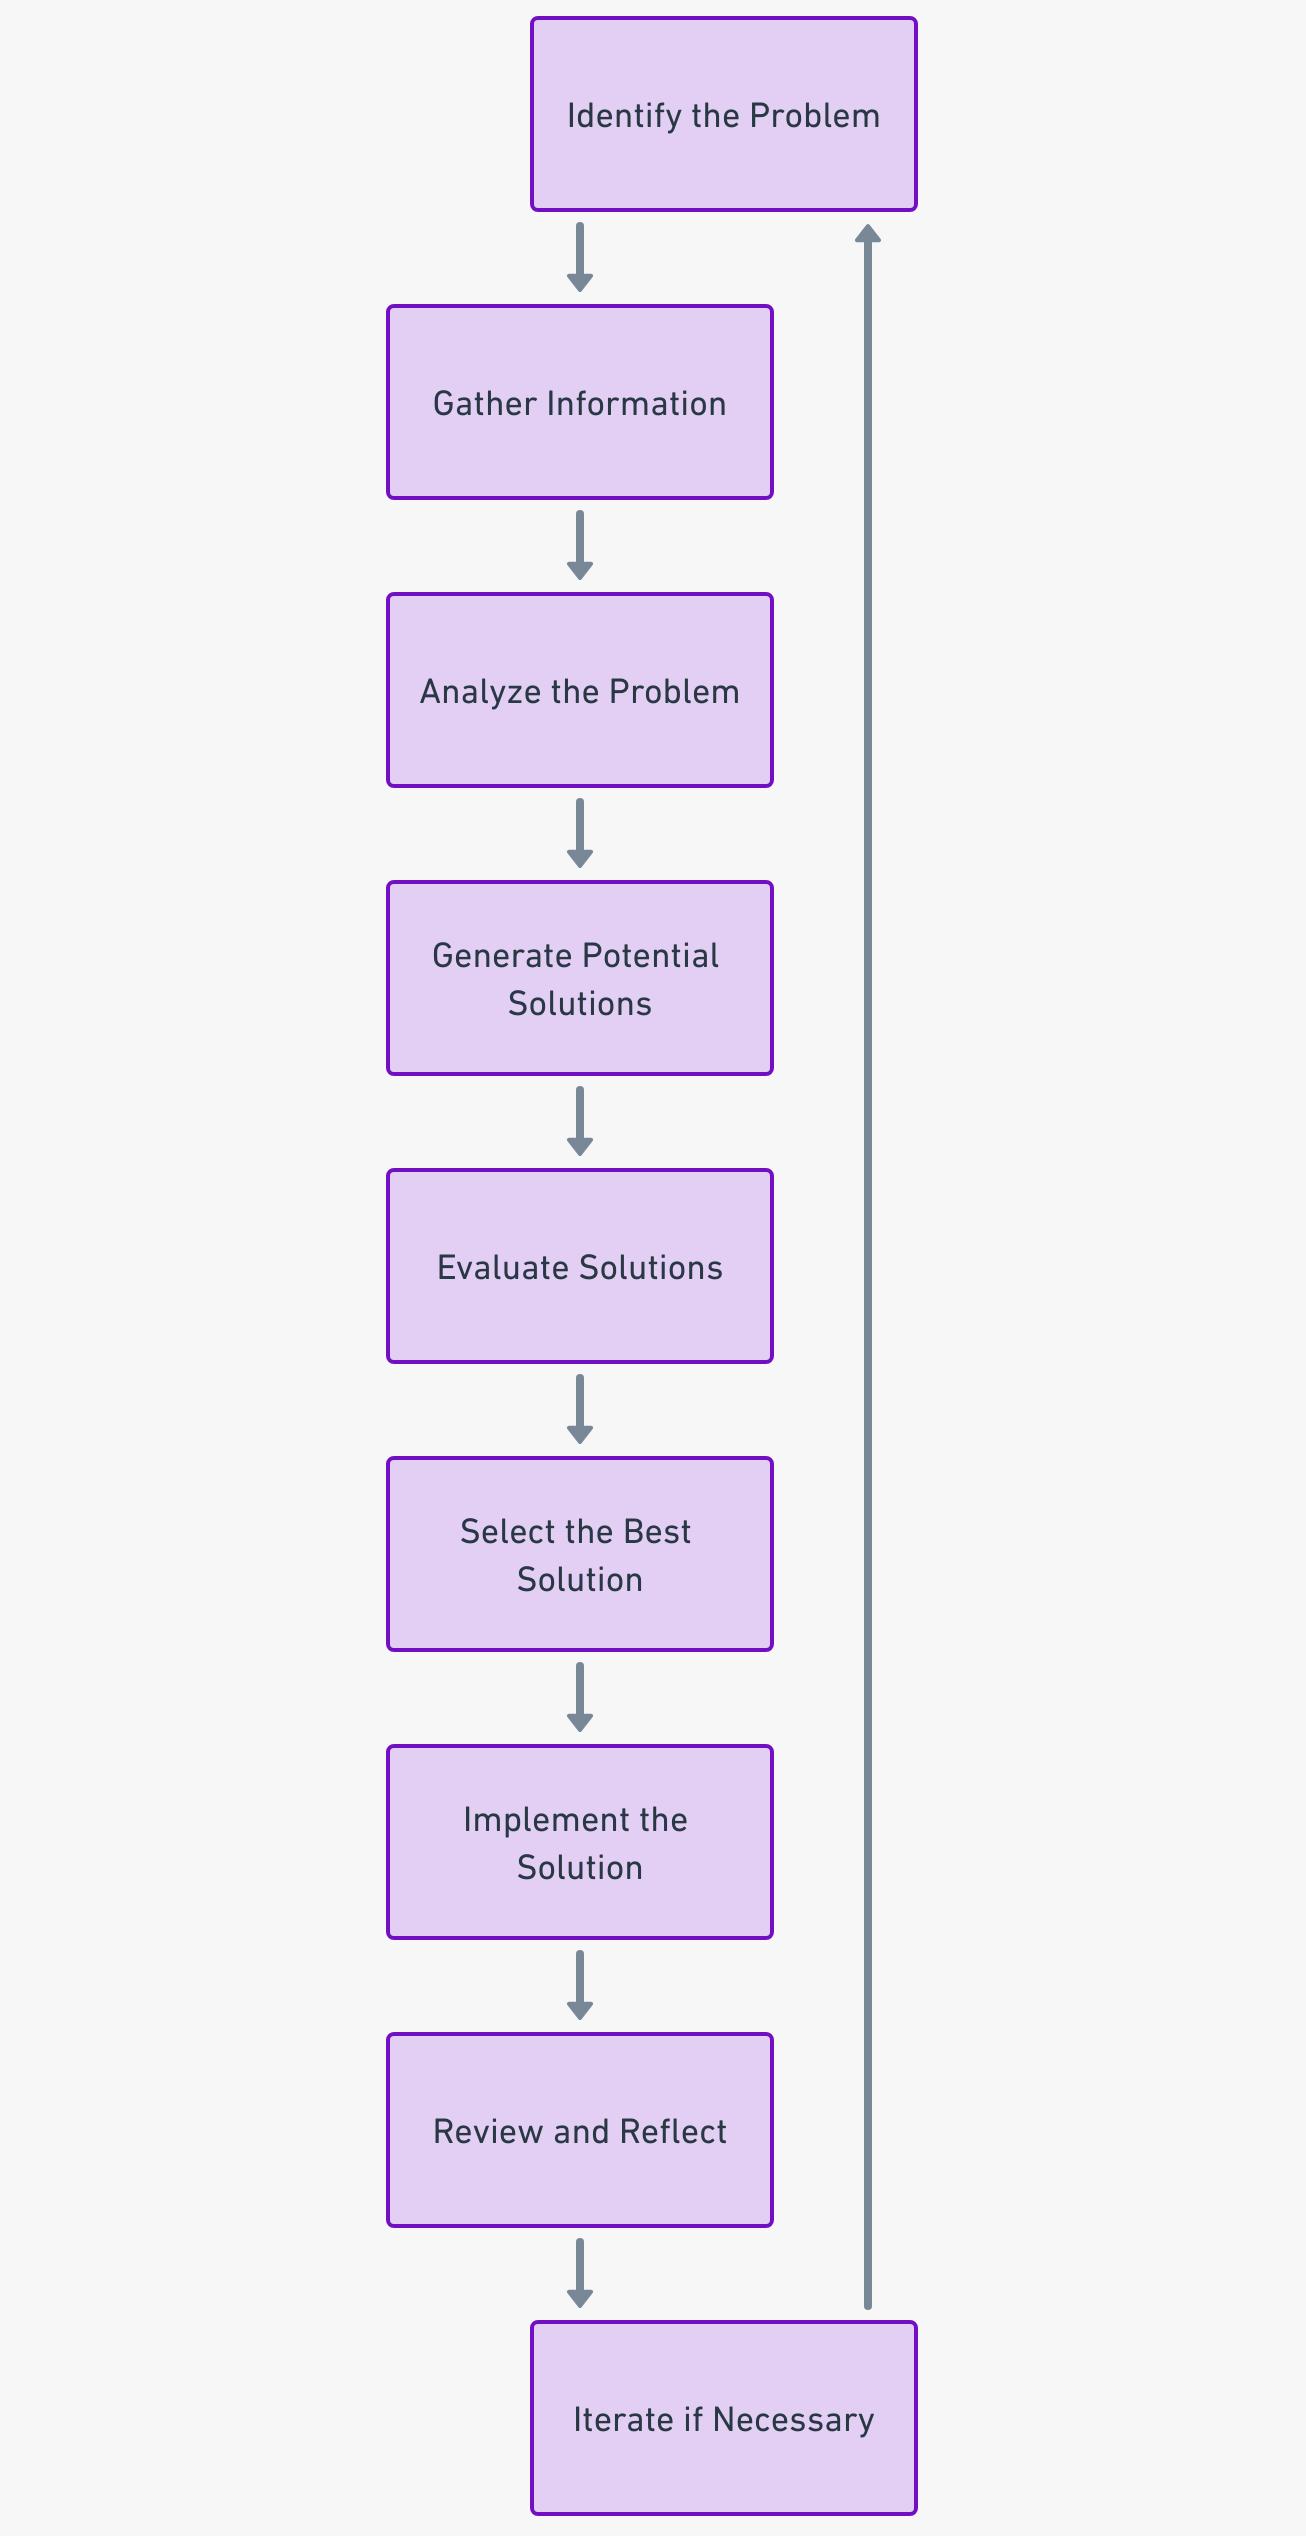 Identify the Problem
Gather Information
Analyze the Problem
Generate Potential
Solutions
Evaluate Solutions
Select the Best
Solution
Implement the
Solution
Review and Reflect
Iterate if Necessary